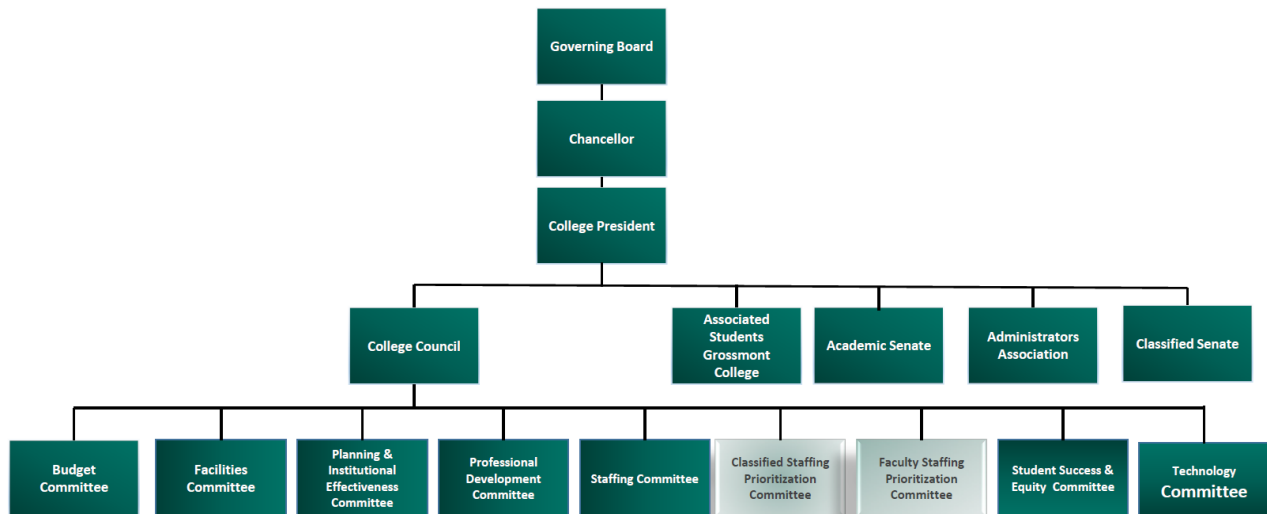 Governing Board
Chancellor
College President
College Council
Associated
Students
Grossmont
College
Academic Senate
Administrators
Association
Classified Senate
Budget
Committee
Facilities
Committee
Planning &
Institutional
Effectiveness
Committee
Professional
Development
Committee
Staffing Committee
Classified Staffing
Prioritization
Committee
Faculty Staffing
Prioritization
Committee
Student Success &
Equity Committee
Technology
Committee